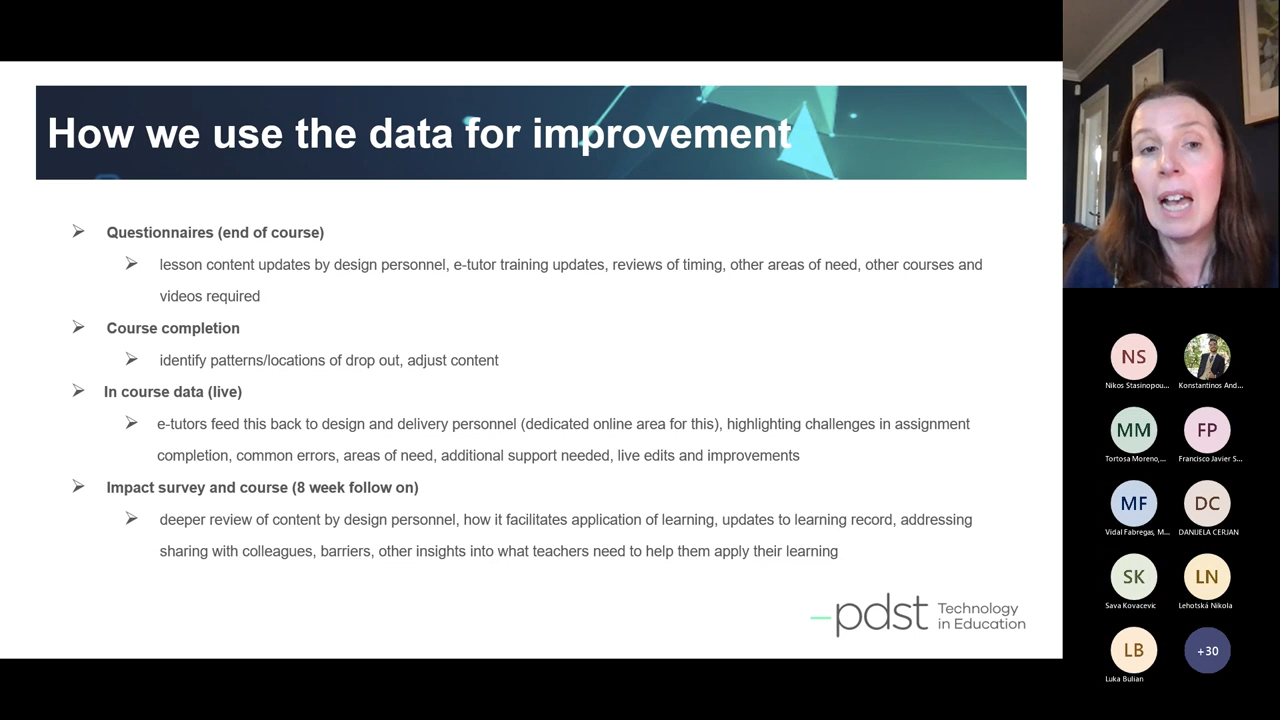 How we use the data for improvement
➢ Questionnaires (end of course)
➢ lesson content updates by design personnel, e-tutor training updates, reviews of timing, other areas of need, other courses and
videos required
➢ Course completion
➢ identify patterns/locations of drop out, adjust content
➢ In course data (live)
➢ e-tutors feed this back to design and delivery personnel (dedicated online area for this), highlighting challenges in assignment
completion, common errors, areas of need, additional support needed, live edits and improvements
➢ Impact survey and course (8 week follow on)
➢ deeper review of content by design personnel, how it facilitates application of learning, updates to learning record, addressing
sharing with colleagues, barriers, other insights into what teachers need to help them apply their learning
pdst Technology
in Education
NS
Nikos Stasinopou... Konstantinos And...
MM FP
Tortosa Moreno,... Francisco Javier S...
MF DC
Vidal Fabregas, M... DANIJELA CERJAN
SK LN
Sava Kovacevic Lehotská Nikola
LB +30
Luka Bulian